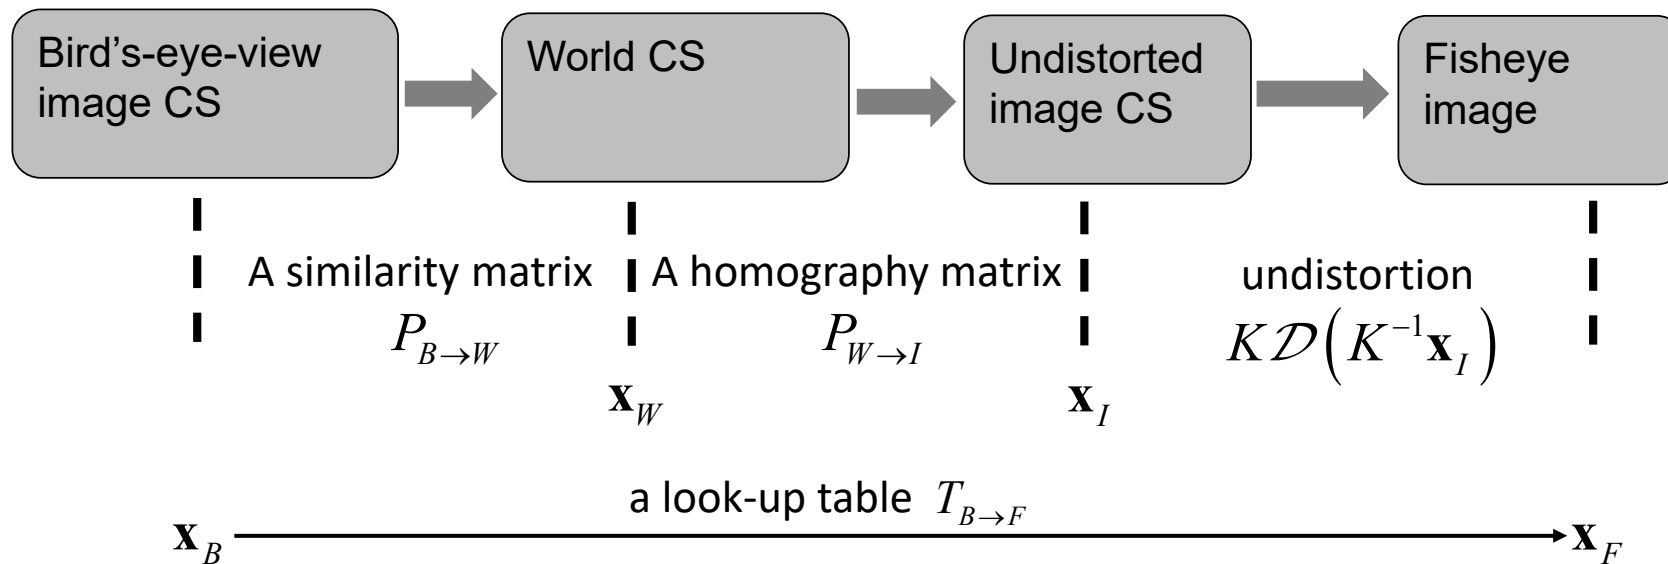 Bird’s-eye-view
image CS
World CS
Undistorted
image CS
Fisheye
image
A similarity matrix
P_{B→W}
A homography matrix
P_{W→I}
undistortion
K𝒟(K^{-1}𝐱_I)
𝐱_W
𝐱_I
a look-up table T_{B→F}
𝐱_B
𝐱_F